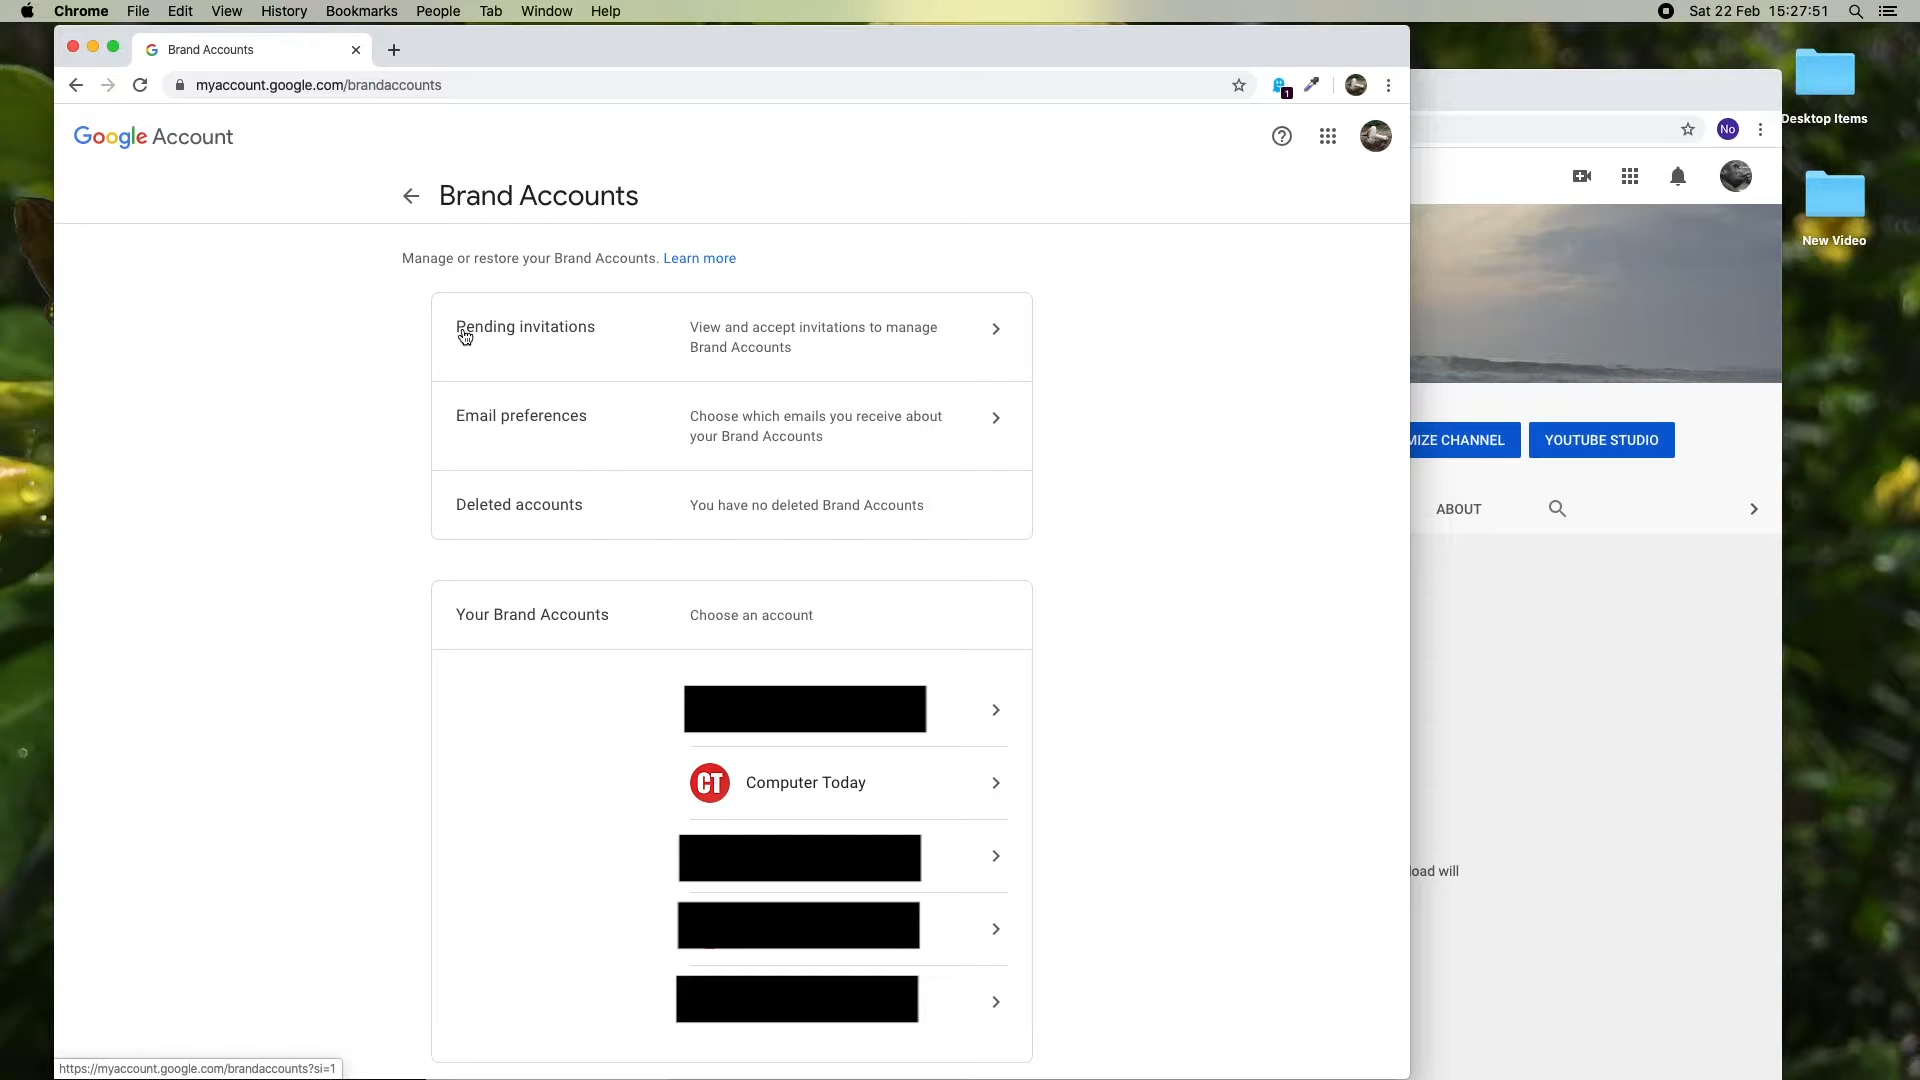 Chrome File Edit View History Bookmarks People Tab Window Help
Sat 22 Feb 15:27:51
Brand Accounts
myaccount.google.com/brandaccounts
1
No
Desktop Items
New Video
Google Account
Brand Accounts
Manage or restore your Brand Accounts. Learn more
Pending invitations
View and accept invitations to manage
Brand Accounts
Email preferences
Choose which emails you receive about
your Brand Accounts
Deleted accounts
You have no deleted Brand Accounts
Your Brand Accounts
Choose an account
CT Computer Today
MIZE CHANNEL
YOUTUBE STUDIO
ABOUT
load will
https://myaccount.google.com/brandaccounts?si=1